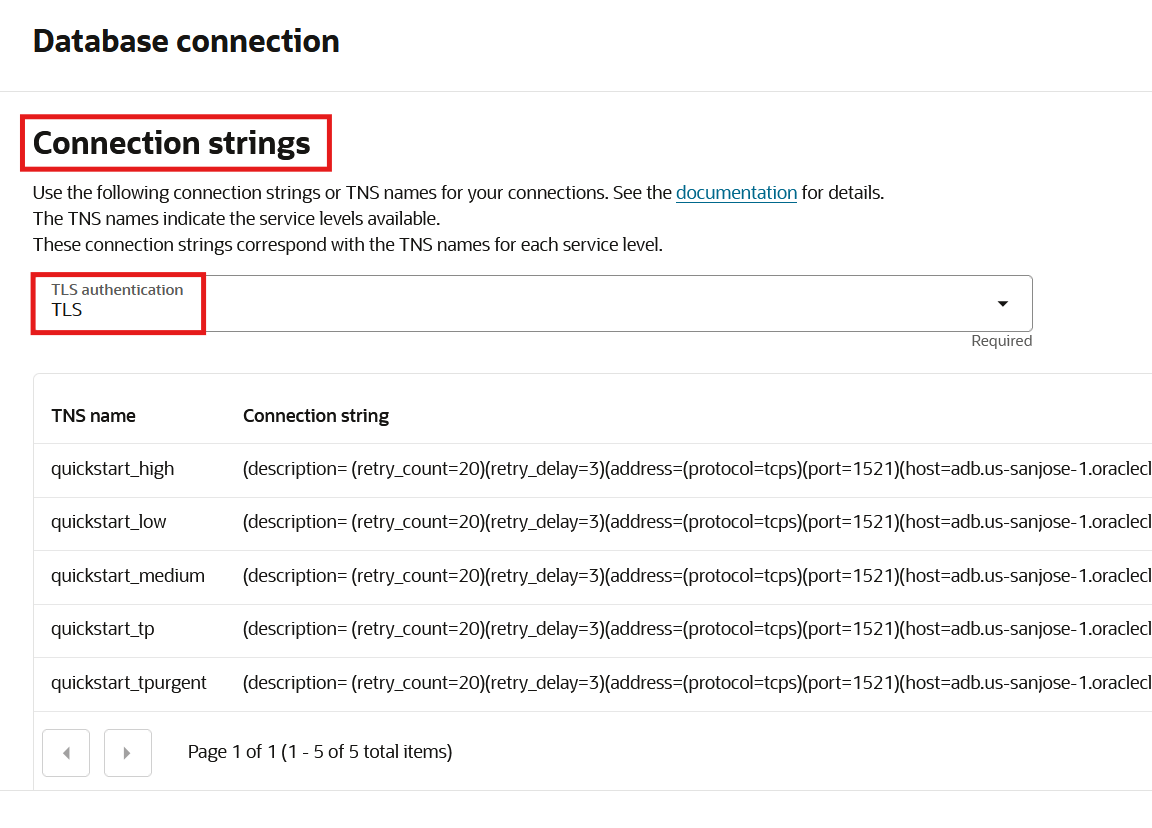 Database connection
Connection strings
Use the following connection strings or TNS names for your connections. See the documentation for details.
The TNS names indicate the service levels available.
These connection strings correspond with the TNS names for each service level.
TLS authentication
TLS
Required
TNS name Connection string
quickstart_high (description= (retry_count=20)(retry_delay=3)(address=(protocol=tcps)(port=1521)(host=adb.us-sanjose-1.oraclecl
quickstart_low (description= (retry_count=20)(retry_delay=3)(address=(protocol=tcps)(port=1521)(host=adb.us-sanjose-1.oraclecl
quickstart_medium (description= (retry_count=20)(retry_delay=3)(address=(protocol=tcps)(port=1521)(host=adb.us-sanjose-1.oraclecl
quickstart_tp (description= (retry_count=20)(retry_delay=3)(address=(protocol=tcps)(port=1521)(host=adb.us-sanjose-1.oraclecl
quickstart_tpurgent (description= (retry_count=20)(retry_delay=3)(address=(protocol=tcps)(port=1521)(host=adb.us-sanjose-1.oraclecl
Page 1 of 1 (1 - 5 of 5 total items)